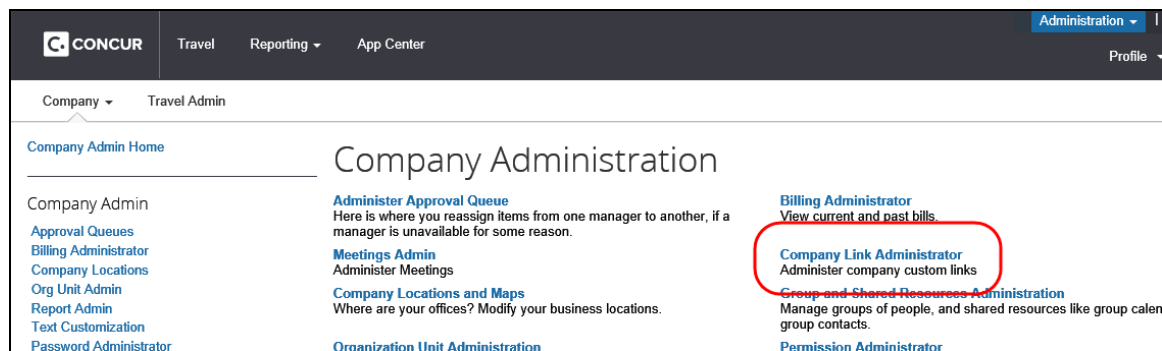 Administration
CONCUR
Travel
Reporting
App Center
Profile
Company
Travel Admin
Company Admin Home
Company Admin
Approval Queues
Billing Administrator
Company Locations
Org Unit Admin
Report Admin
Text Customization
Password Administrator
Company Administration
Administer Approval Queue
Here is where you reassign items from one manager to another, if a
manager is unavailable for some reason.
Meetings Admin
Administer Meetings
Company Locations and Maps
Where are your offices? Modify your business locations.
Organization Unit Administration
Billing Administrator
View current and past bills.
Company Link Administrator
Administer company custom links
Group and Shared Resources Administration
Manage groups of people, and shared resources like group calen
group contacts.
Permission Administrator